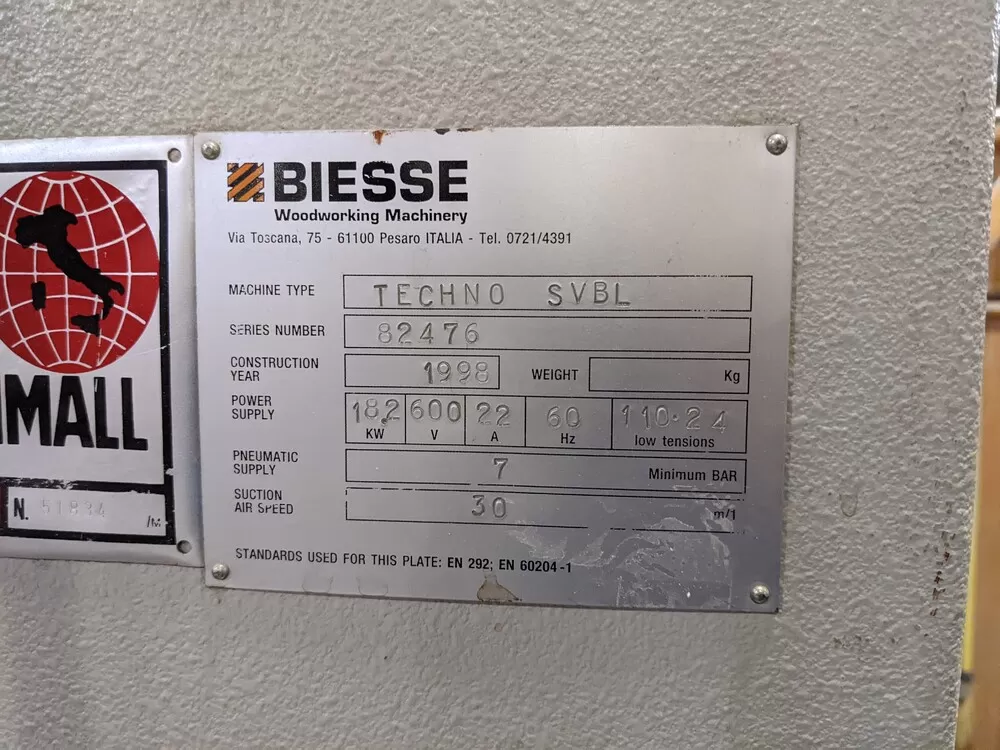 BIESSE
Woodworking Machinery
Via Toscana, 75 - 61100 Pesaro ITALIA - Tel. 0721/4391
MACHINE TYPE TECHNO SVBL
SERIES NUMBER 82476
CONSTRUCTION YEAR 1998 WEIGHT Kg
POWER SUPPLY 18,2 KW 600 V 22 A 60 Hz 110·24 low tensions
PNEUMATIC SUPPLY 7 Minimum BAR
SUCTION AIR SPEED 30 m/1
STANDARDS USED FOR THIS PLATE: EN 292; EN 60204-1
IMALL
N. 51834 /M